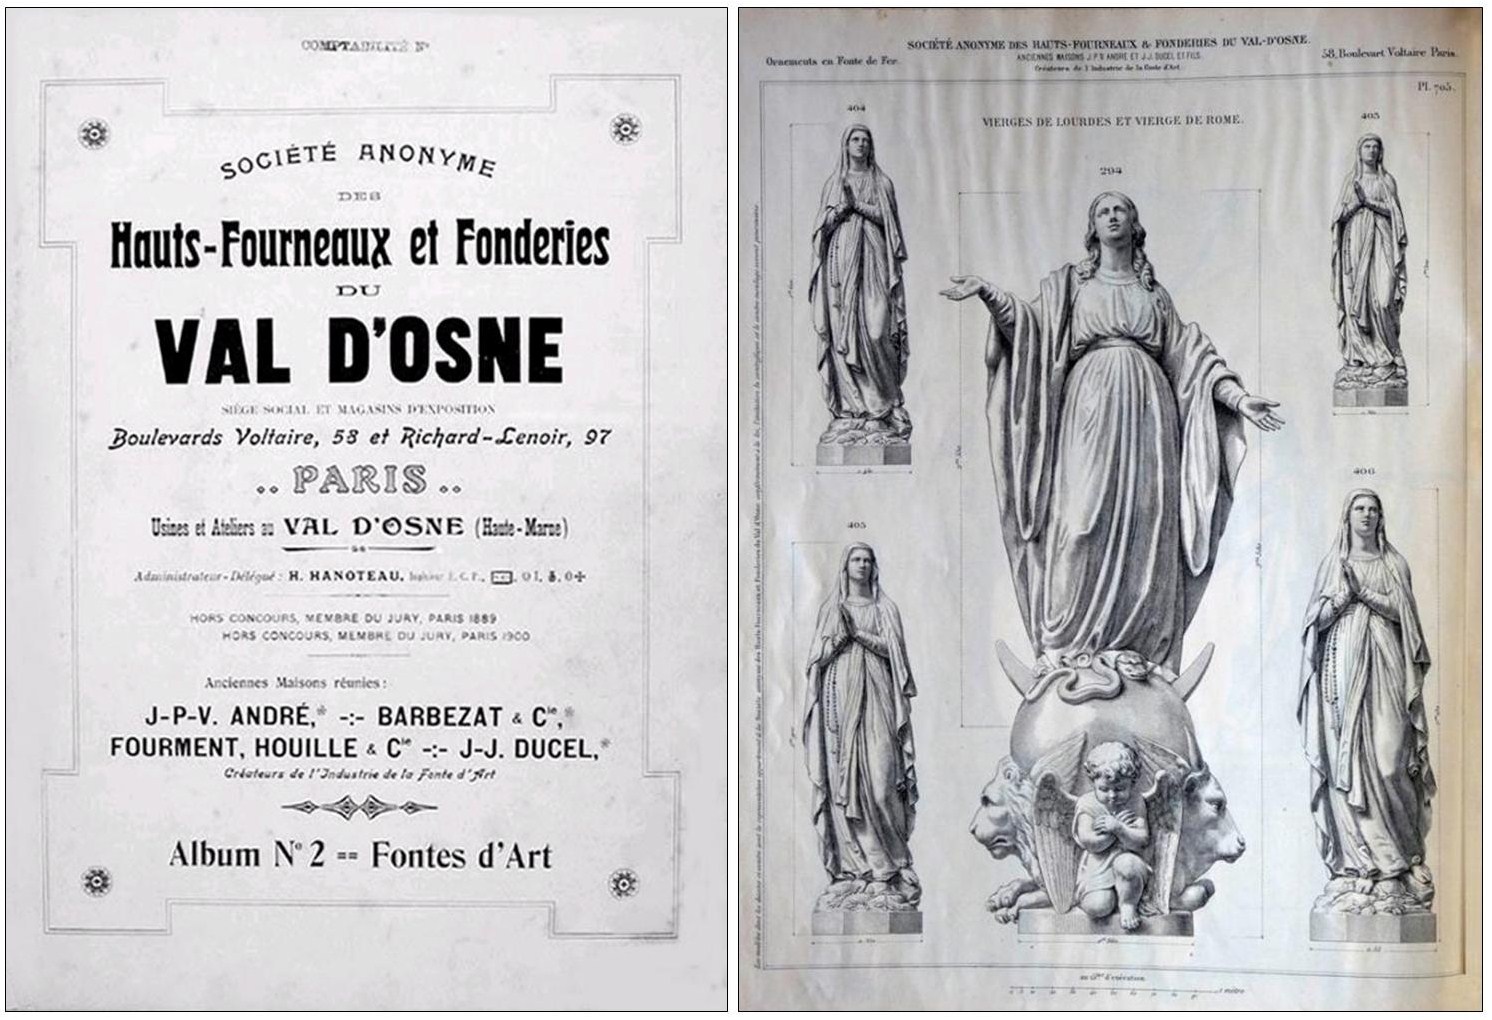 COMPTABILITÉ Nº
SOCIÉTÉ ANONYME
DES
Hauts-Fourneaux et Fonderies
DU
VAL D'OSNE
SIÈGE SOCIAL ET MAGASINS D'EXPOSITION
Boulevards Voltaire, 58 et Richard-Lenoir, 97
.. PARIS ..
Usines et Ateliers au VAL D'OSNE (Haute-Marne)
Administrateur-Délégué : H. HANOTEAU,
HORS CONCOURS, MEMBRE DU JURY, PARIS 1889
HORS CONCOURS, MEMBRE DU JURY, PARIS 1900
Anciennes Maisons réunies :
J-P-V. ANDRÉ,* -:- BARBEZAT & Cie,*
FOURMENT, HOUILLE & Cie -:- J-J. DUCEL,*
Créateurs de l'Industrie de la Fonte d'Art
Album Nº 2 == Fontes d'Art
SOCIÉTÉ ANONYME DES HAUTS-FOURNEAUX & FONDERIES DU VAL-D'OSNE.
Ornements en Fonte de Fer.
ANCIENNES MAISONS J.P.V. ANDRE ET J.J. DUCEL ET FILS.
58, Boulevart Voltaire Paris.
Créateurs de l'Industrie de la Fonte d'Art.
Pl. 705.
VIERGES DE LOURDES ET VIERGE DE ROME.
404
405
294
403
406
1 mètre